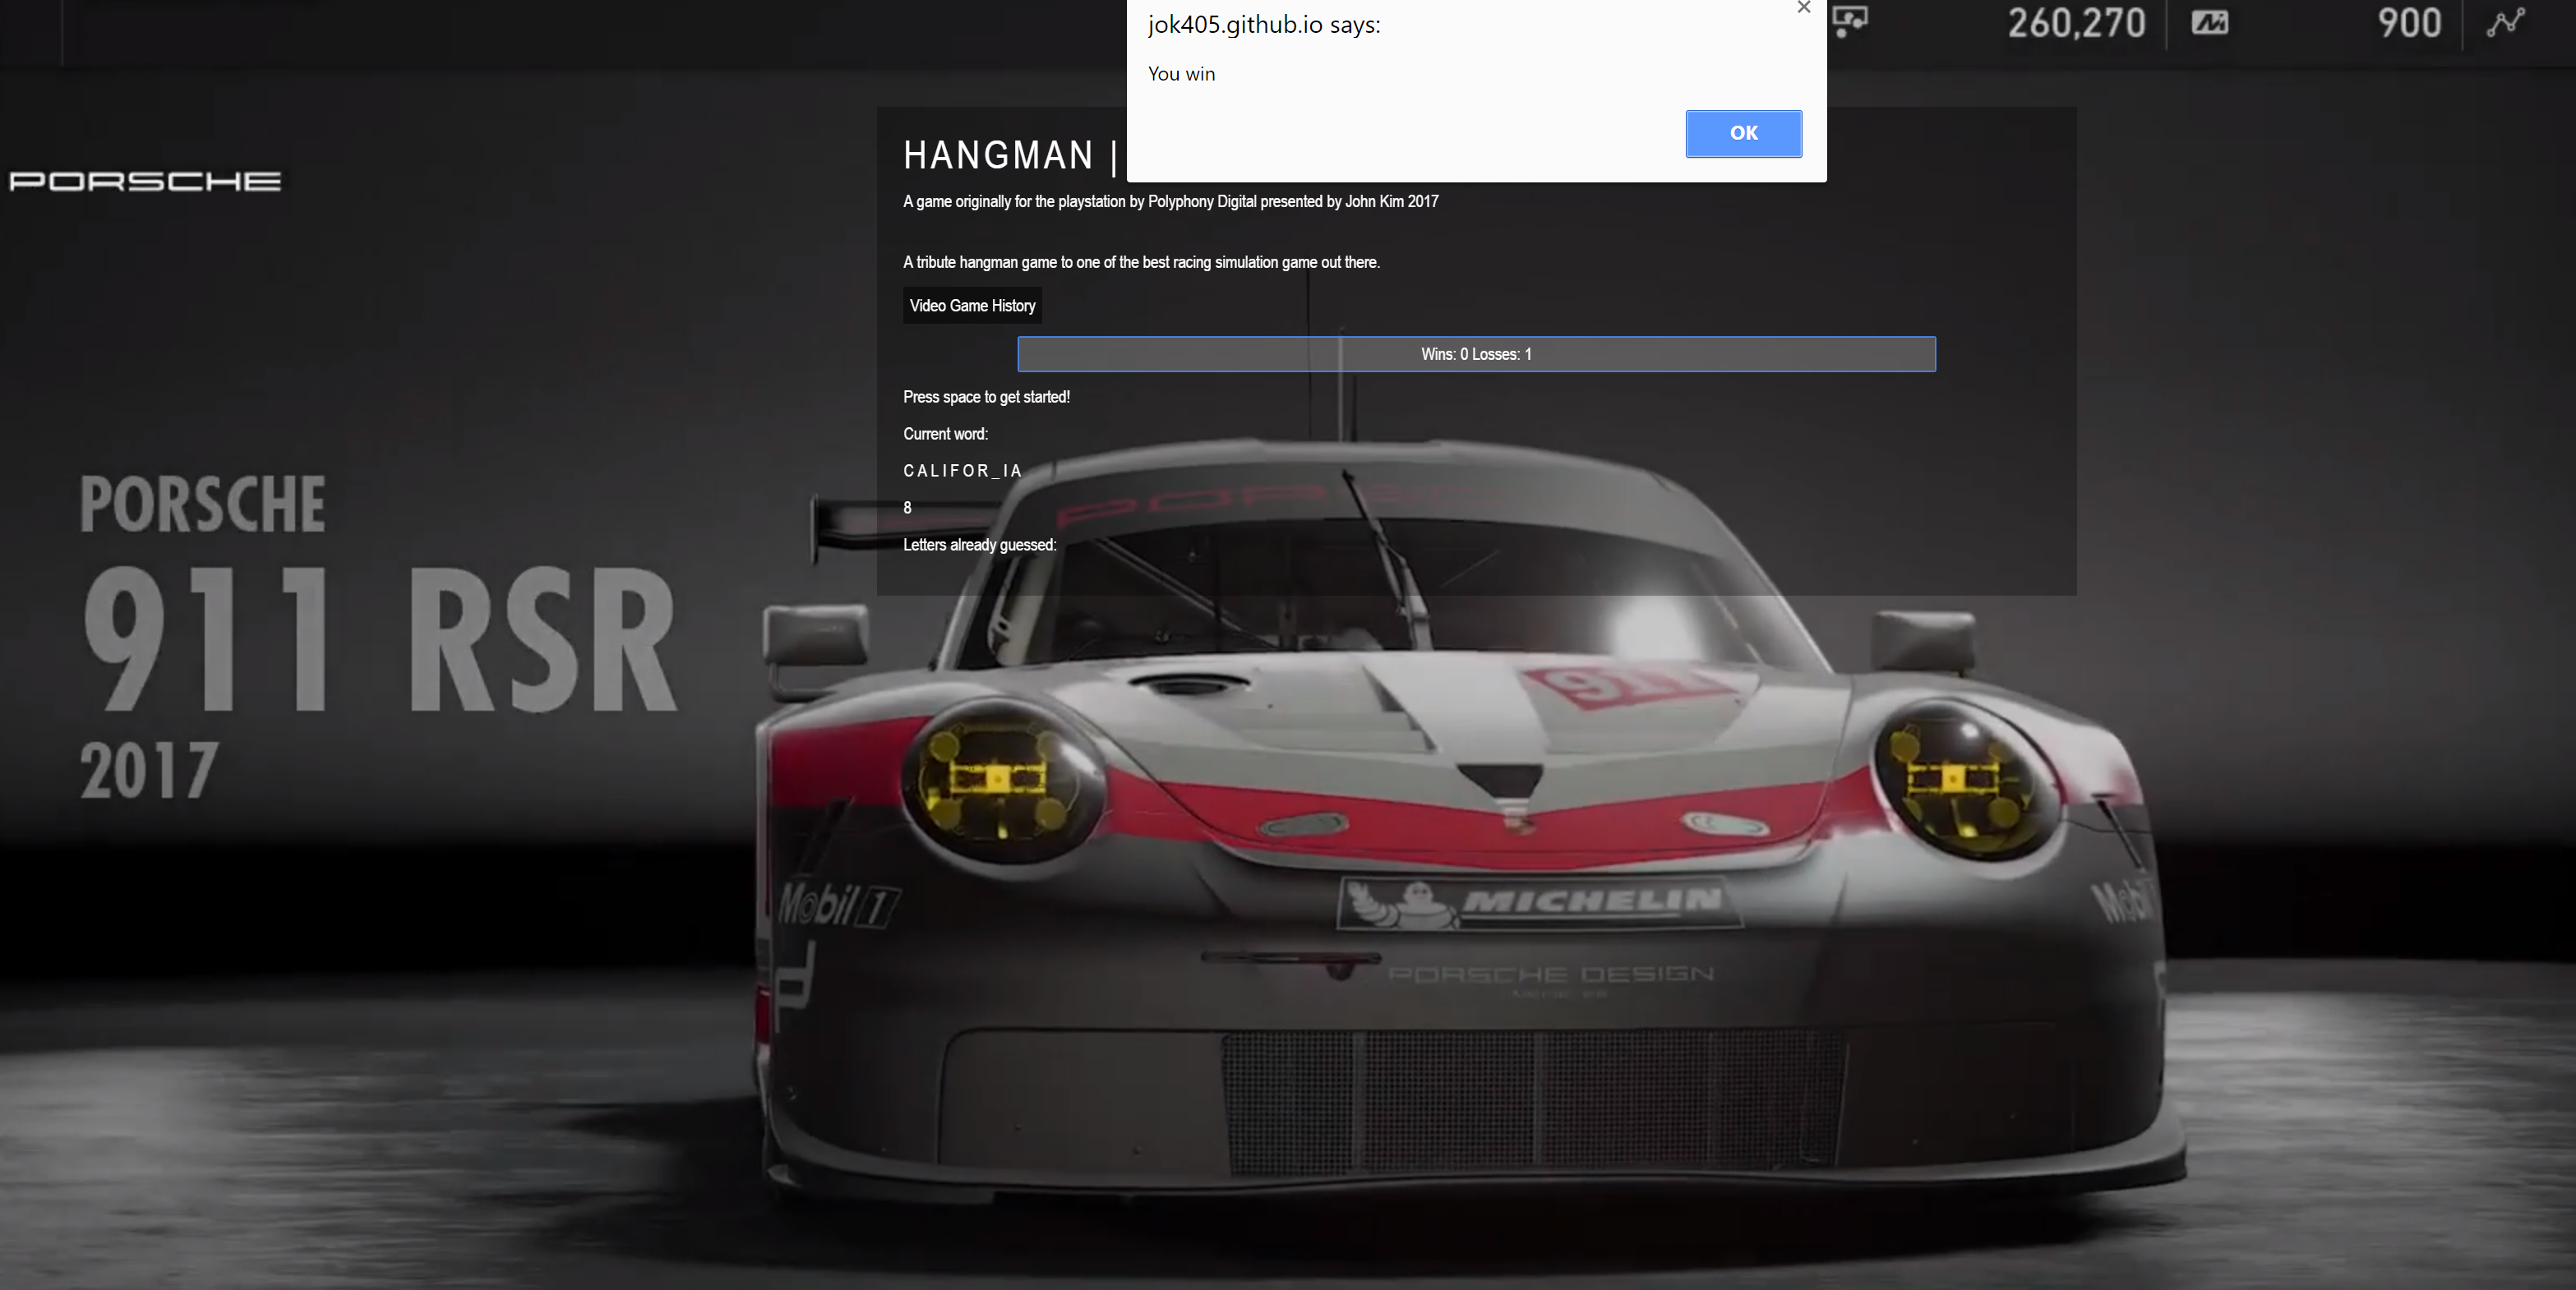 jok405.github.io says:
You win
OK
260,270
900
PORSCHE
HANGMAN |
A game originally for the playstation by Polyphony Digital presented by John Kim 2017
A tribute hangman game to one of the best racing simulation game out there.
Video Game History
Wins: 0 Losses: 1
Press space to get started!
Current word:
C A L I F O R _ I A
8
Letters already guessed:
PORSCHE
911 RSR
2017
PORSCHE
911
Mobil 1
MICHELIN
Mobil
PORSCHE DESIGN